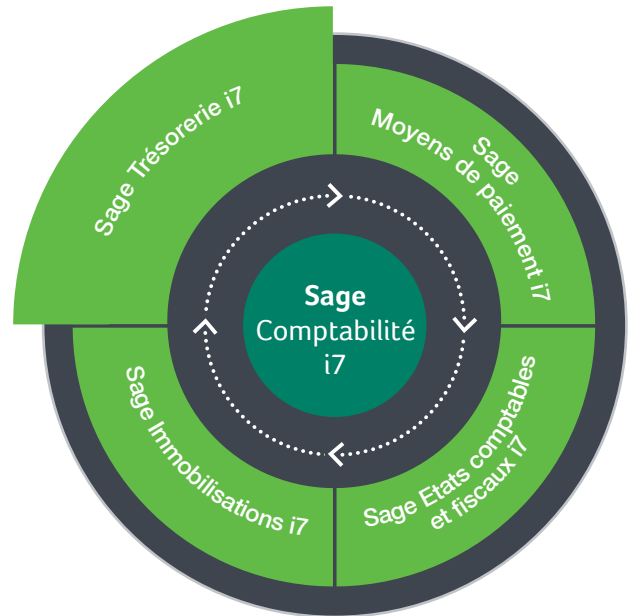 Sage Trésorerie i7
Sage
Moyens de paiement i7
Sage
Comptabilité
i7
Sage Immobilisations i7
Sage Etats comptables
et fiscaux i7